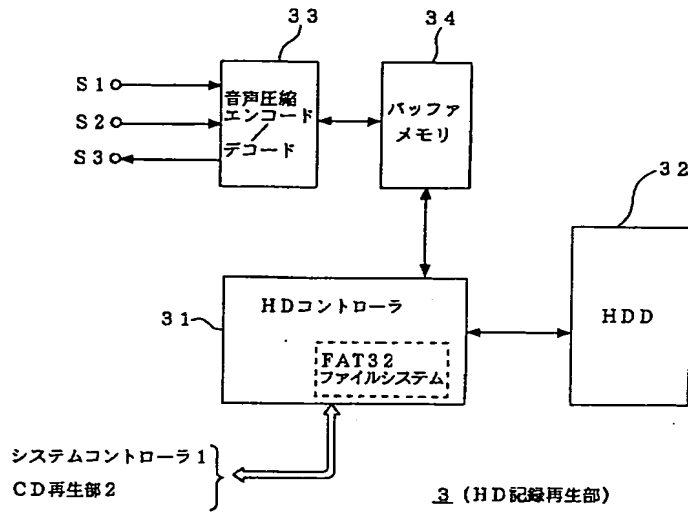 33
34
S1
S2
S3
音声圧縮
エンコード
/
デコード
バッファ
メモリ
32
31
HDコントローラ
HDD
FAT32
ファイルシステム
システムコントローラ1
CD再生部2
3 (HD記録再生部)